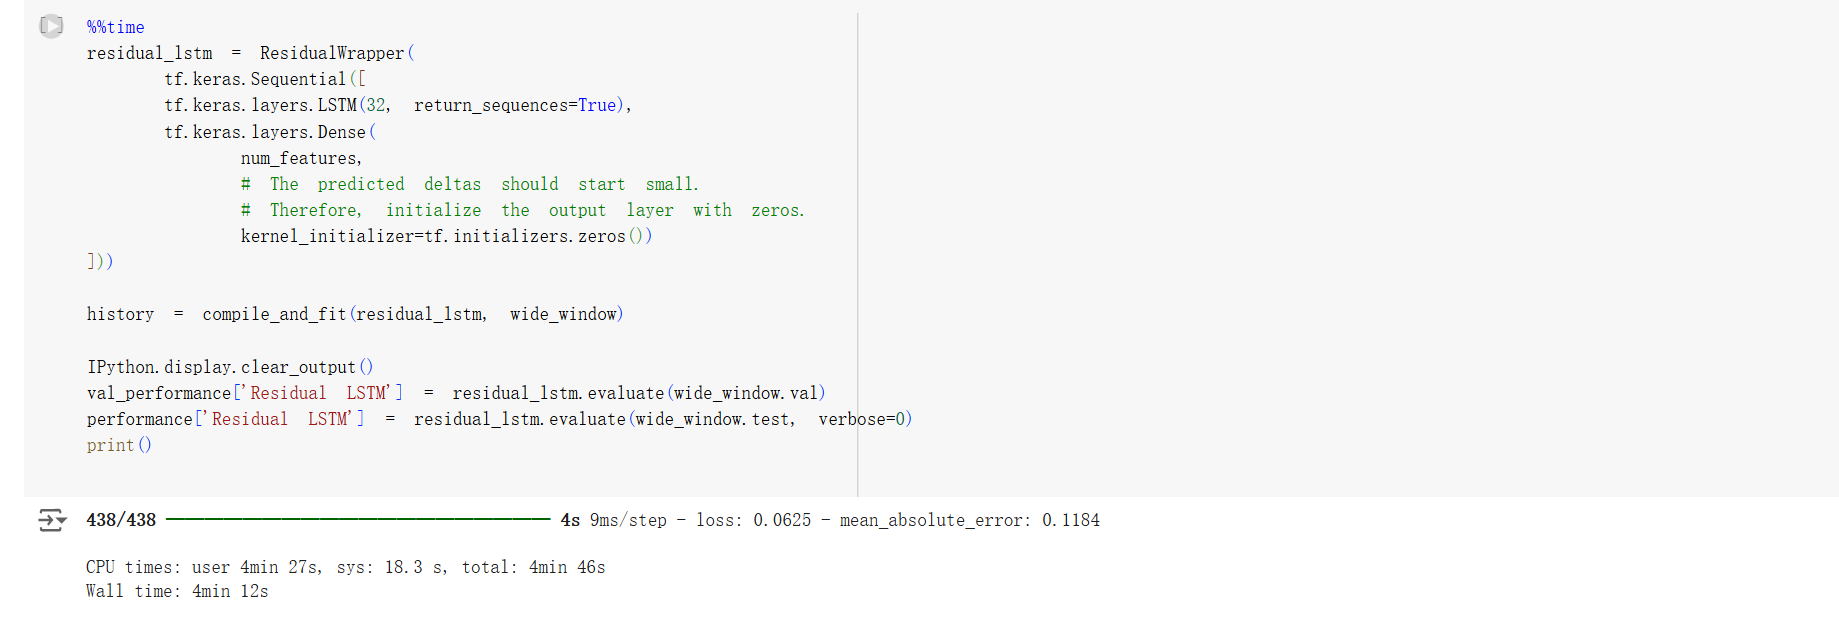 %%time
residual_lstm = ResidualWrapper(
        tf.keras.Sequential([
        tf.keras.layers.LSTM(32, return_sequences=True),
        tf.keras.layers.Dense(
                num_features,
                # The predicted deltas should start small.
                # Therefore, initialize the output layer with zeros.
                kernel_initializer=tf.initializers.zeros())
]))

history = compile_and_fit(residual_lstm, wide_window)

IPython.display.clear_output()
val_performance['Residual LSTM'] = residual_lstm.evaluate(wide_window.val)
performance['Residual LSTM'] = residual_lstm.evaluate(wide_window.test, verbose=0)
print()

438/438 ━━━━━━━━━━━━━━━━━━━━ 4s 9ms/step - loss: 0.0625 - mean_absolute_error: 0.1184

CPU times: user 4min 27s, sys: 18.3 s, total: 4min 46s
Wall time: 4min 12s